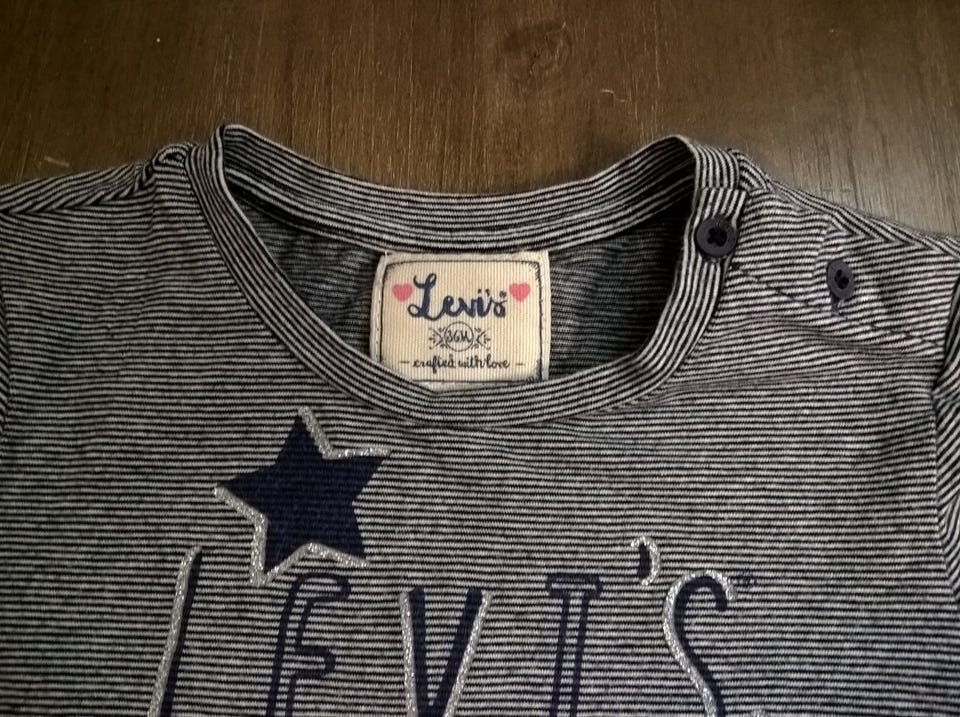 Levi's
36M
— crafted with love —
LEVI'S®